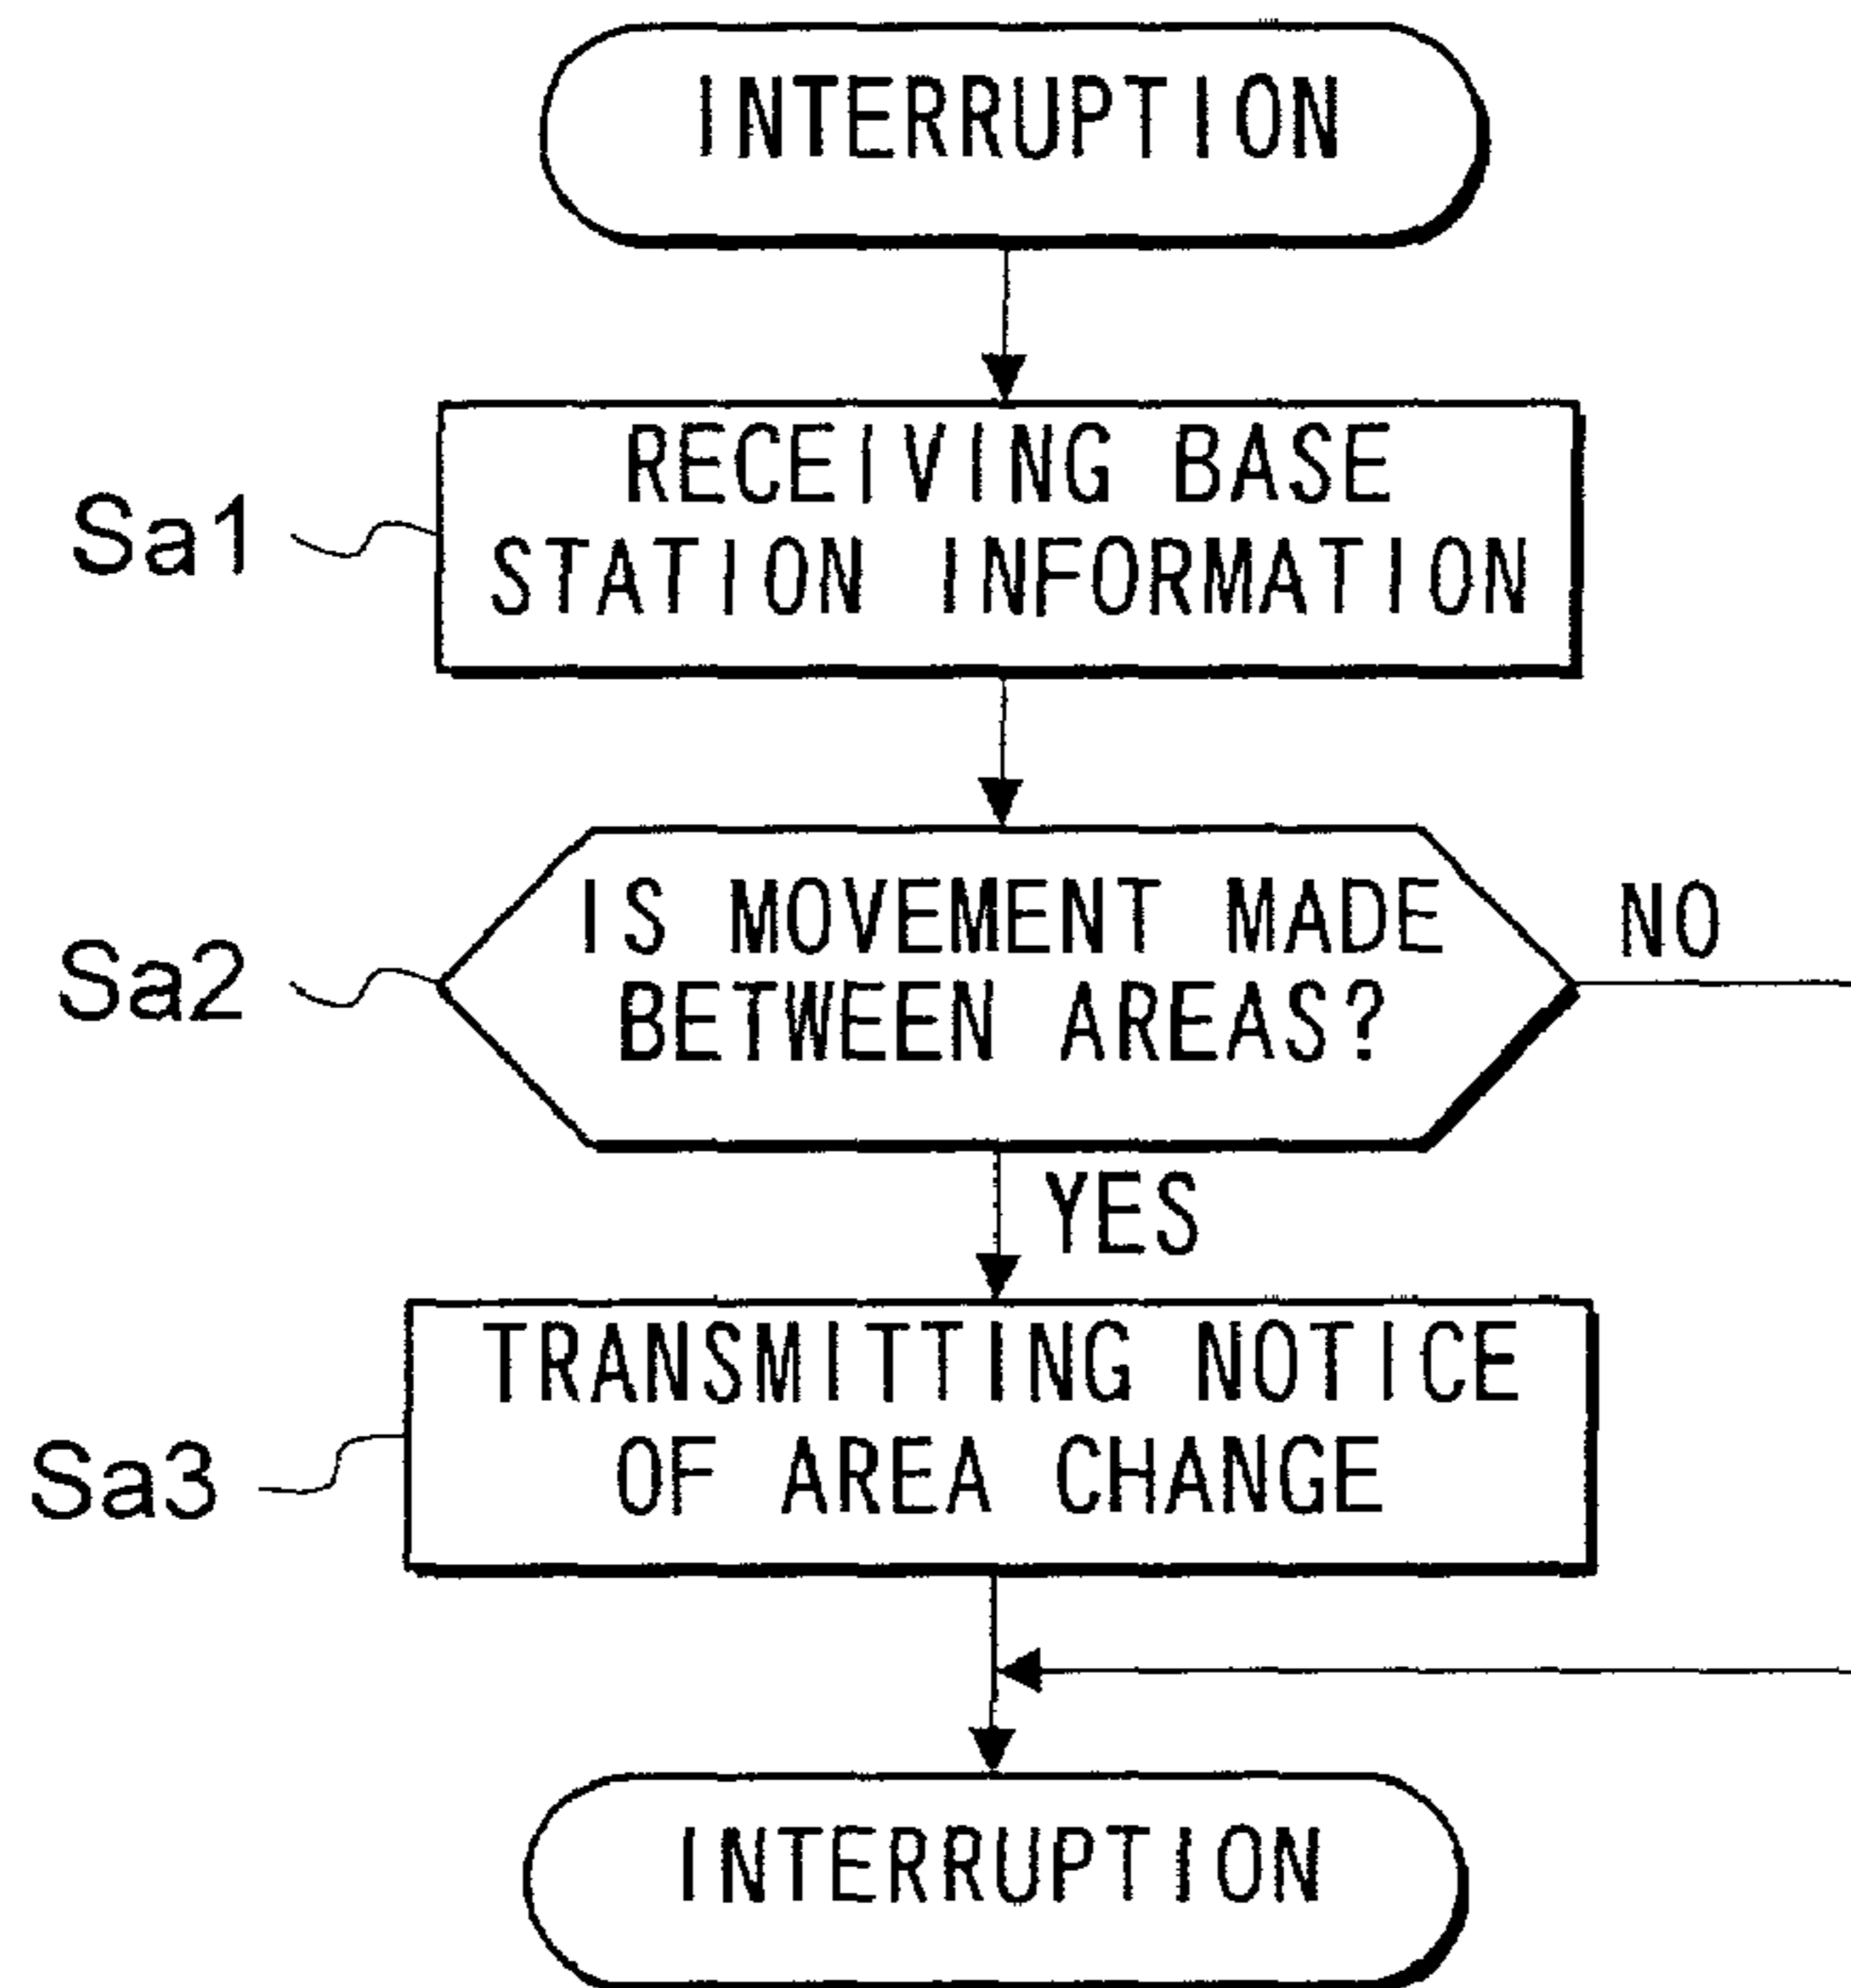 INTERRUPTION
RECEIVING BASE
STATION INFORMATION
Sa1
IS MOVEMENT MADE
BETWEEN AREAS?
NO
Sa2
YES
TRANSMITTING NOTICE
OF AREA CHANGE
Sa3
INTERRUPTION